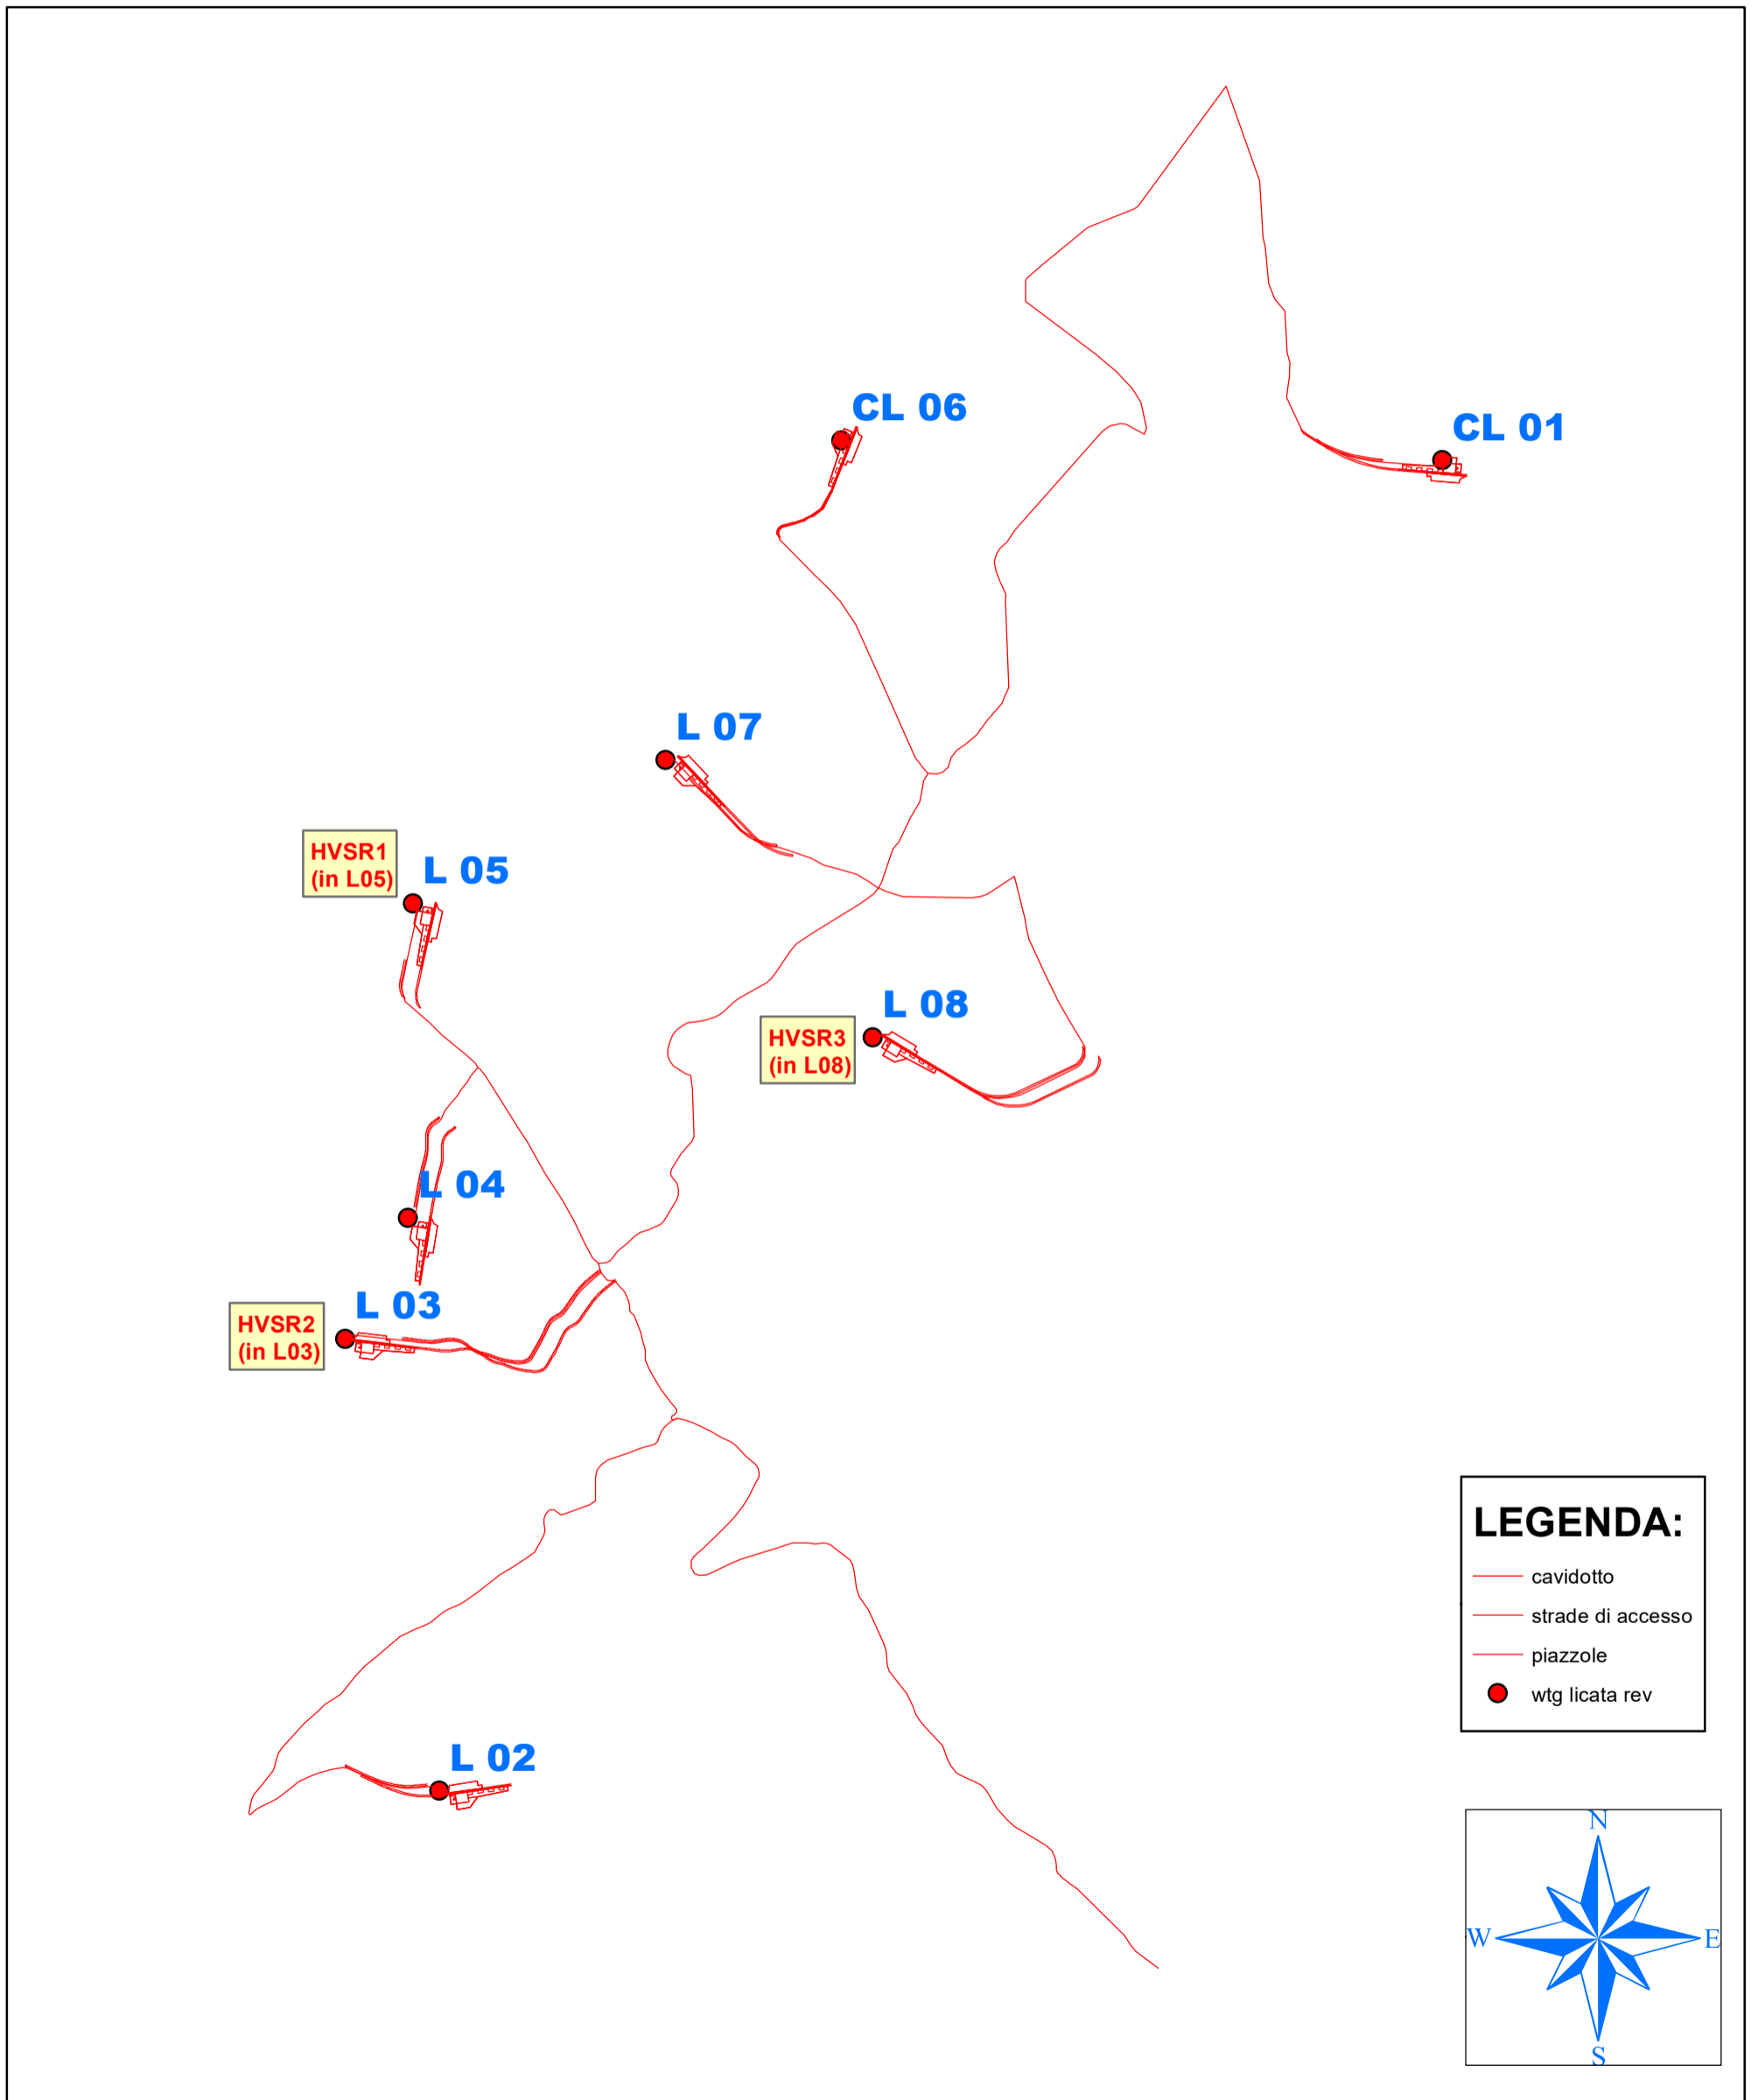 CL 06
CL 01
L 07
HVSR1
(in L05)
L 05
L 08
HVSR3
(in L08)
L 04
L 03
HVSR2
(in L03)
LEGENDA:
cavidotto
strade di accesso
piazzole
wtg licata rev
L 02
N
W
E
S